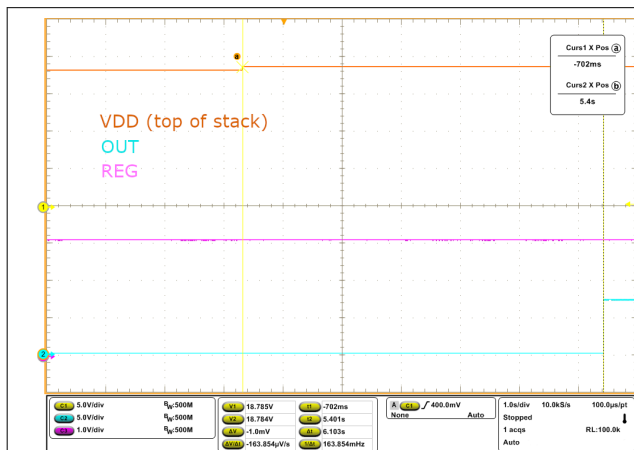 a
Curs1 X Pos a
-702ms
Curs2 X Pos b
5.4s
VDD (top of stack)
OUT
REG
1
2
C1 5.0V/div BW:500M
C2 5.0V/div BW:500M
C3 1.0V/div BW:500M
V1 18.785V t1 -702ms
V2 18.784V t2 5.401s
ΔV -1.0mV Δt 6.103s
ΔV/Δt -163.854µV/s 1/Δt 163.854mHz
A C1 400.0mV
None Auto
1.0s/div 10.0kS/s 100.0µs/pt
Stopped
1 acqs RL:100.0k
Auto